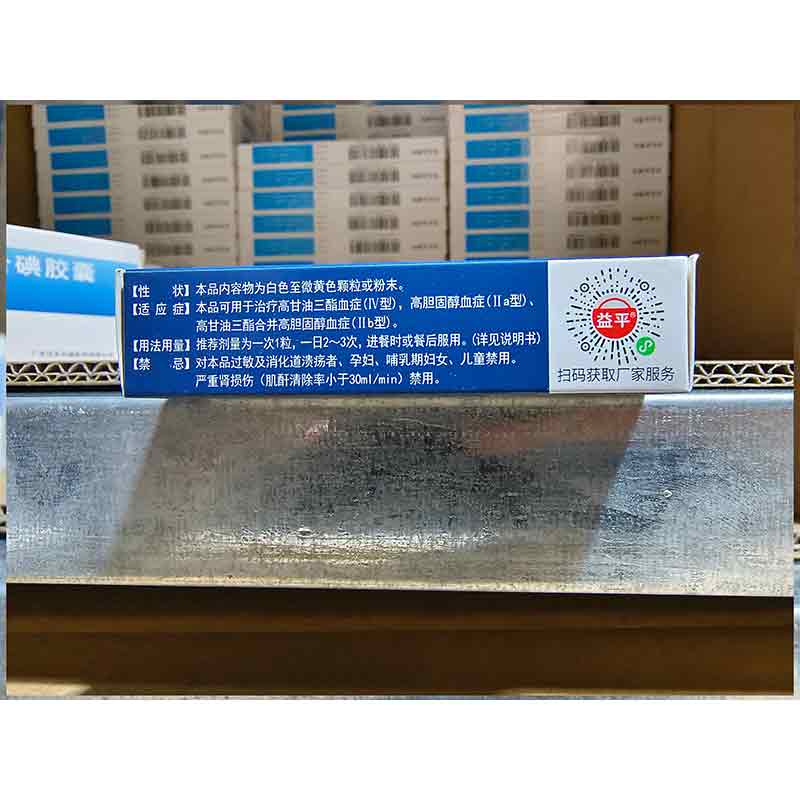 碘胶囊
【性 状】本品内容物为白色至微黄色颗粒或粉末。
【适 应 症】本品可用于治疗高甘油三酯血症(Ⅳ型)、高胆固醇血症(Ⅱa型)、
高甘油三酯合并高胆固醇血症(Ⅱb型)。
【用法用量】推荐剂量为一次1粒,一日2～3次,进餐时或餐后服用。(详见说明书)
【禁 忌】对本品过敏及消化道溃疡者、孕妇、哺乳期妇女、儿童禁用。
严重肾损伤(肌酐清除率小于30ml/min)禁用。
益平®
扫码获取厂家服务